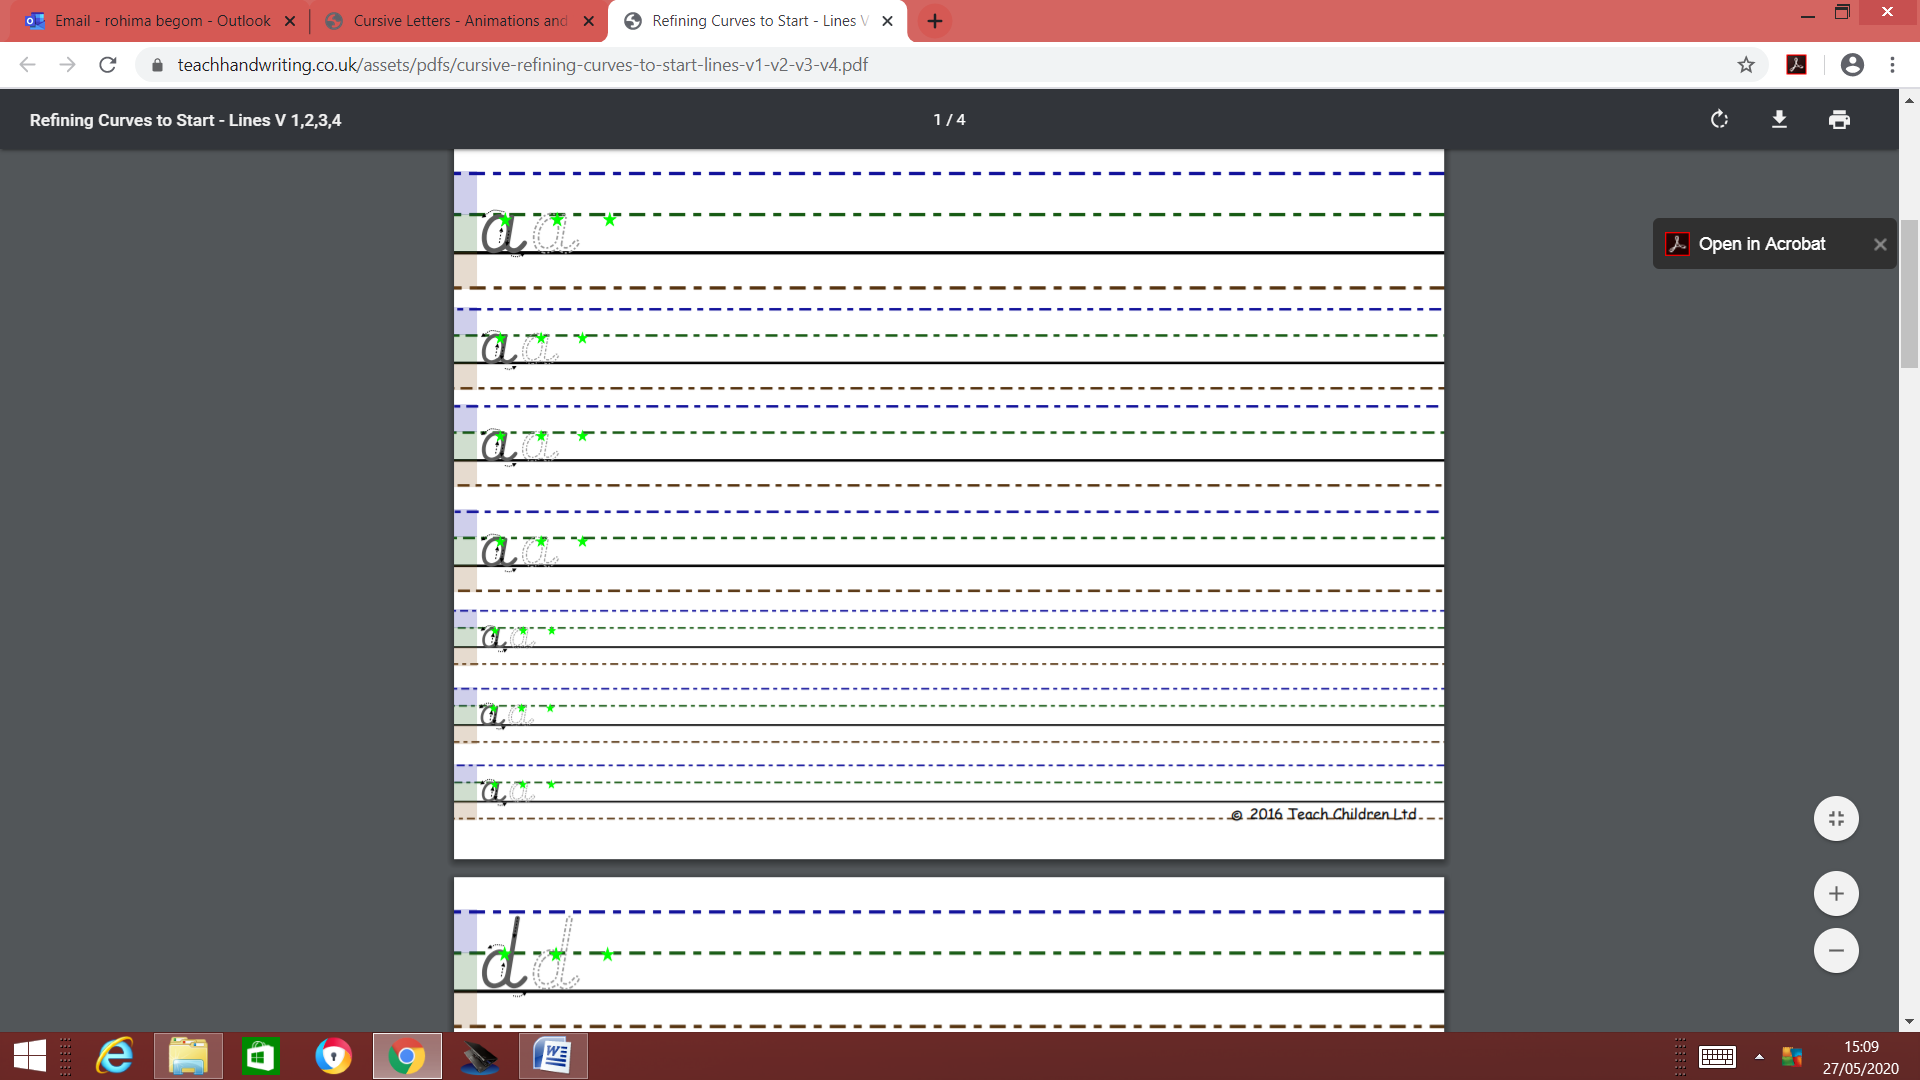 Email - rohima begom - Outlook
Cursive Letters - Animations and
Refining Curves to Start - Lines V
teachhandwriting.co.uk/assets/pdfs/cursive-refining-curves-to-start-lines-v1-v2-v3-v4.pdf
Refining Curves to Start - Lines V 1,2,3,4
1 / 4
a a
Open in Acrobat
a a
a a
a a
a a
a a
a a
© 2016 Teach Children Ltd
d d
15:09
27/05/2020